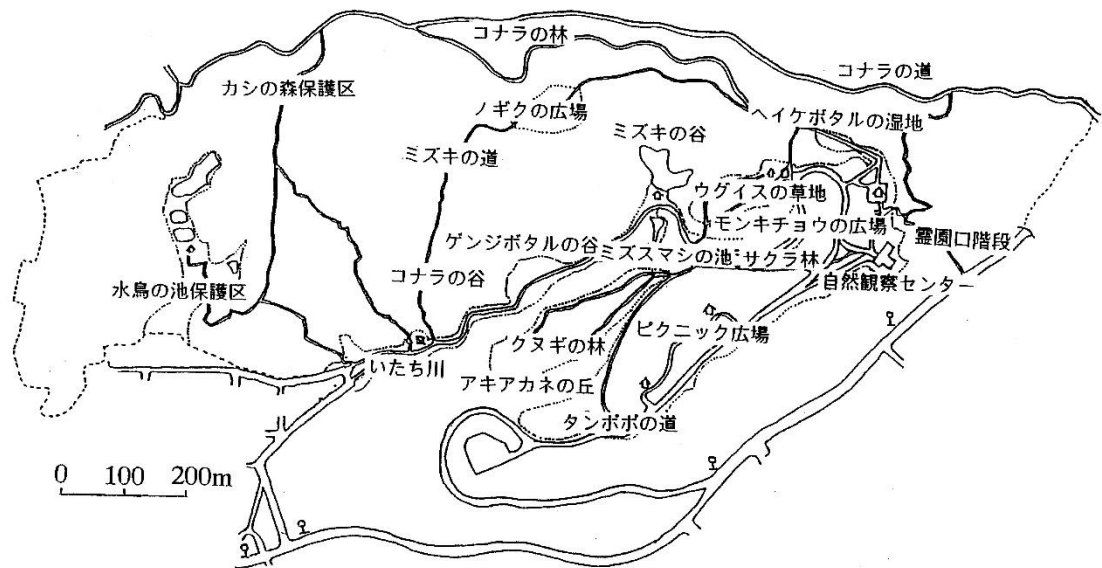 コナラの林
コナラの道
カシの森保護区
ノギクの広場
ヘイケボタルの湿地
ミズキの谷
ミズキの道
ウグイスの草地
モンキチョウの広場
霊園口階段
ゲンジボタルの谷
ミズスマシの池
サクラ林
コナラの谷
自然観察センター
水鳥の池保護区
ピクニック広場
クヌギの林
いたち川
アキアカネの丘
タンポポの道
0 100 200m